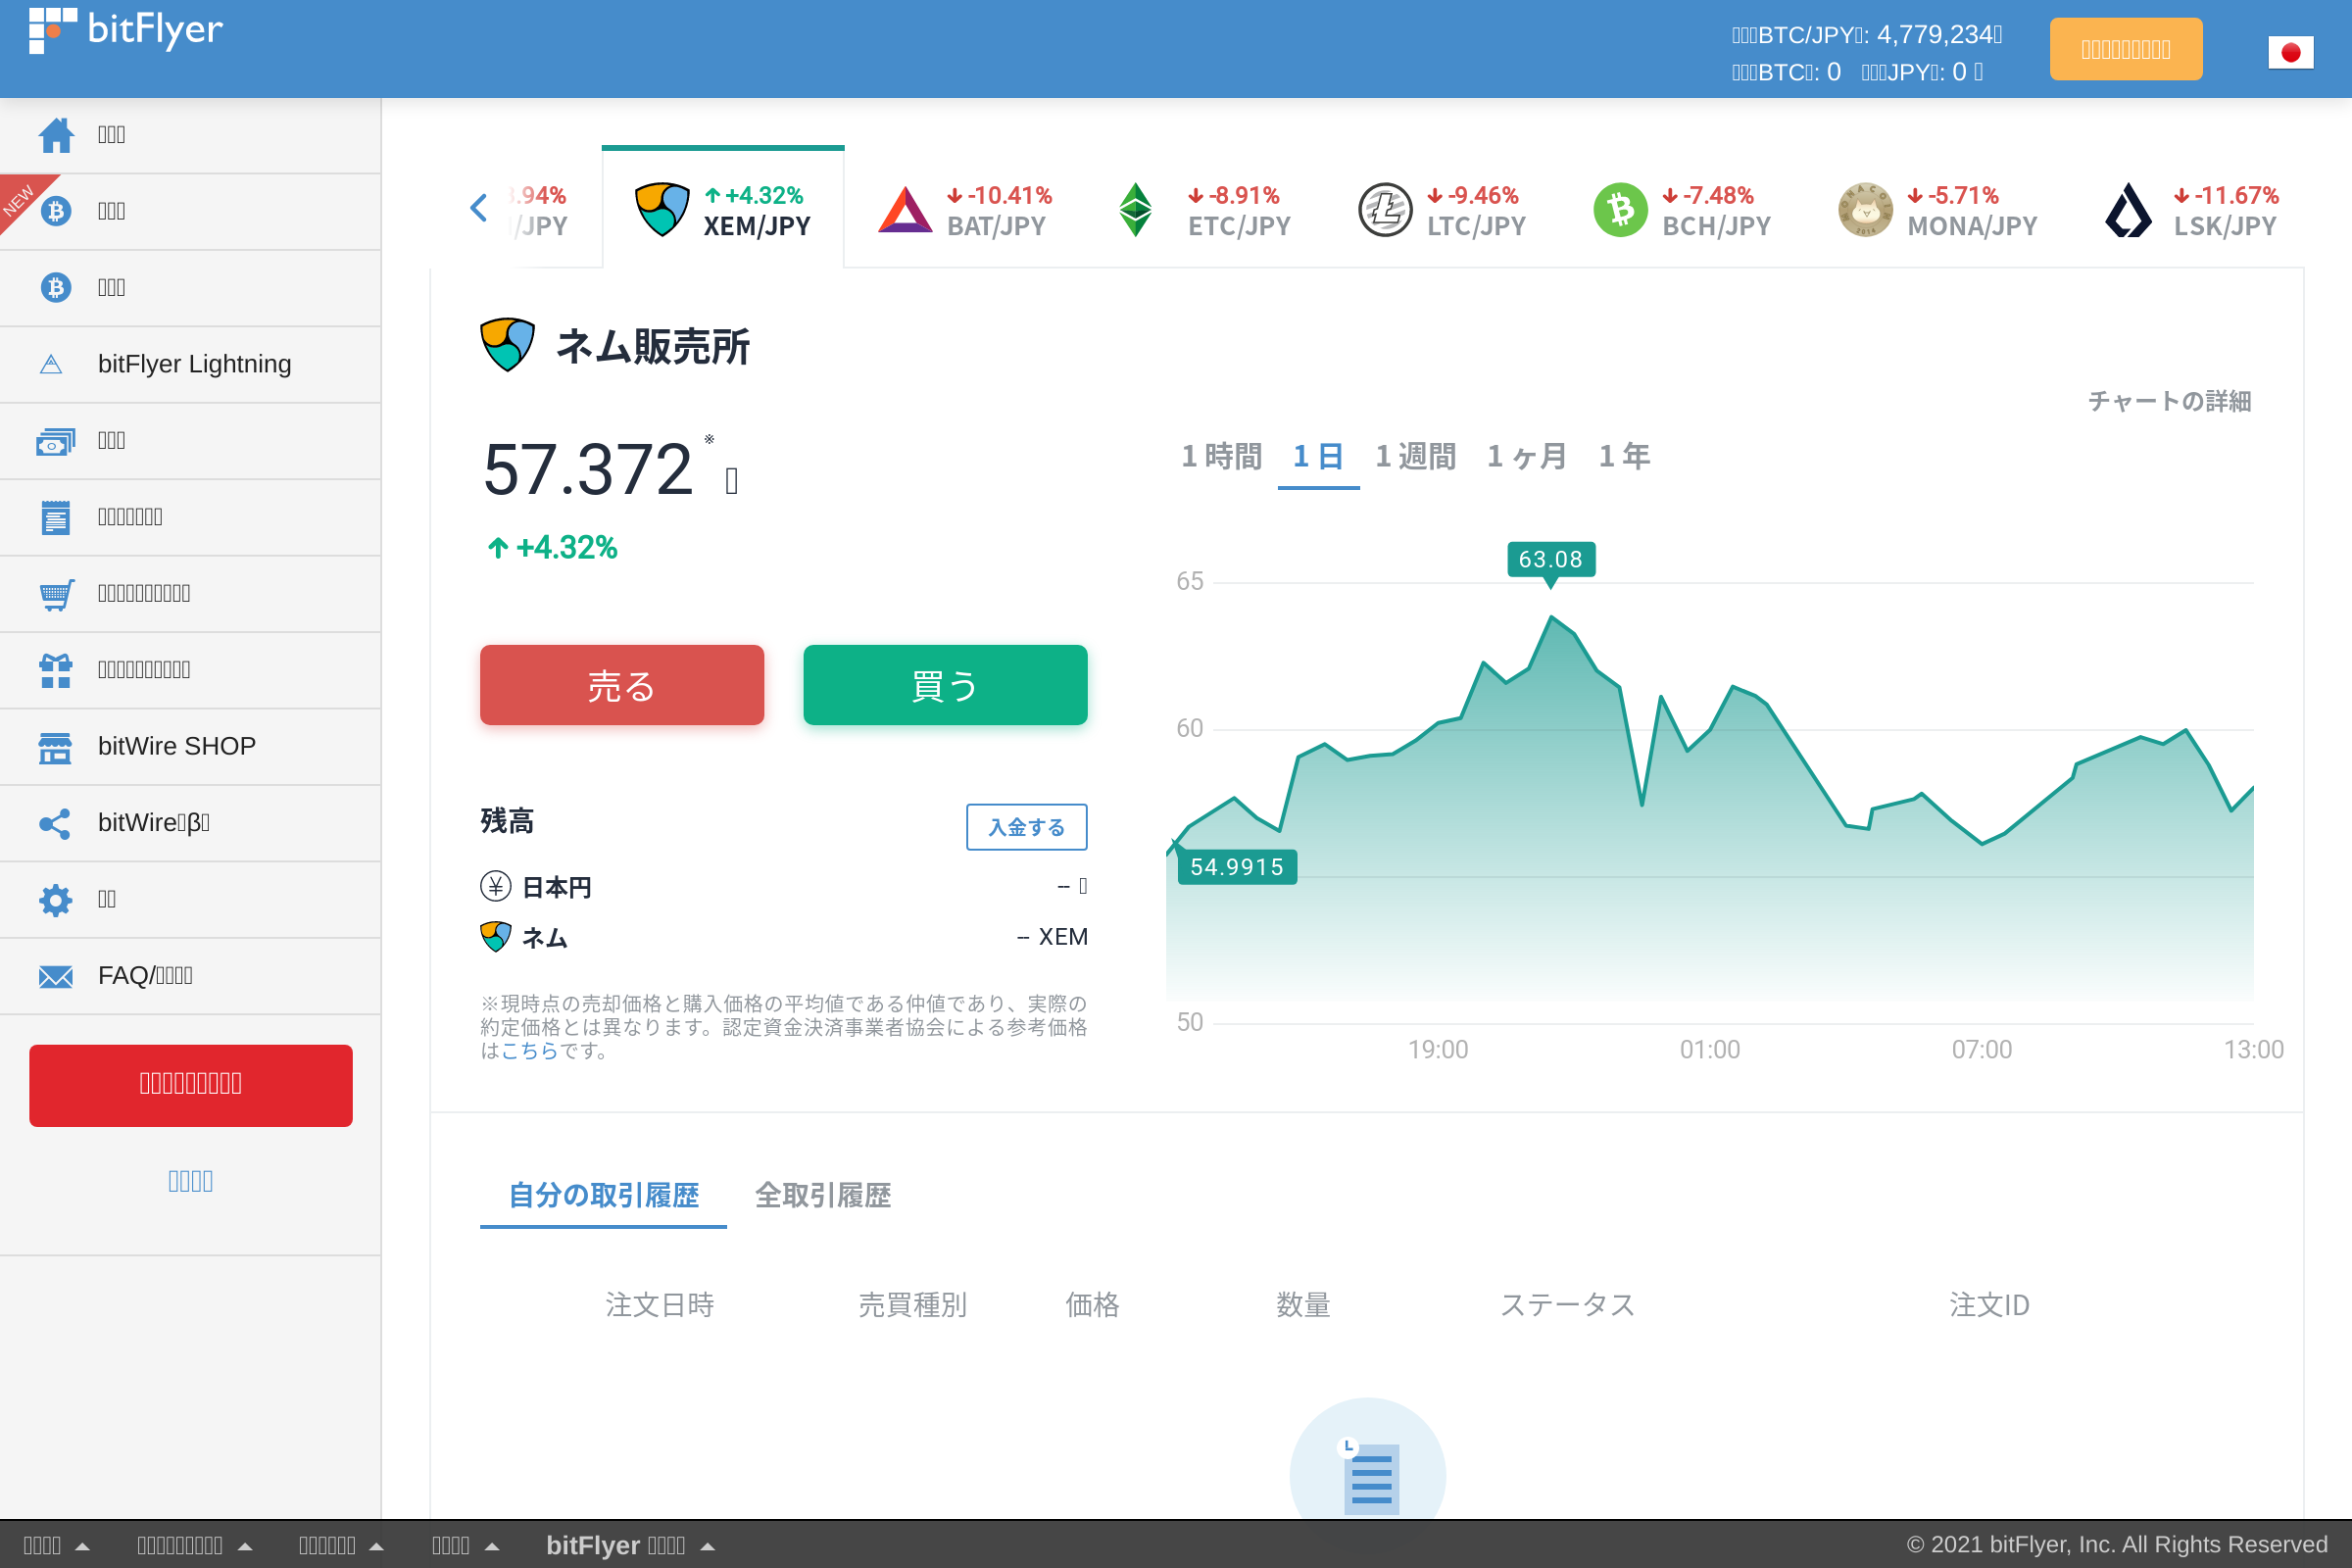 bitFlyer
BTC/JPY: 4,779,234
BTC: 0 JPY: 0
NEW
bitFlyer Lightning
bitWire SHOP
bitWire β
FAQ/
.94%
/JPY
+4.32%
XEM/JPY
-10.41%
BAT/JPY
-8.91%
ETC/JPY
-9.46%
LTC/JPY
-7.48%
BCH/JPY
-5.71%
MONA/JPY
-11.67%
LSK/JPY
ネム販売所
チャートの詳細
57.372 ※
+4.32%
1 時間 1 日 1 週間 1 ヶ月 1 年
売る 買う
残高 入金する
日本円 --
ネム -- XEM
※現時点の売却価格と購入価格の平均値である仲値であり、実際の
約定価格とは異なります。認定資金決済事業者協会による参考価格
はこちらです。
63.08
65
60
54.9915
50
19:00 01:00 07:00 13:00
自分の取引履歴 全取引履歴
注文日時 売買種別 価格 数量 ステータス 注文ID
bitFlyer
© 2021 bitFlyer, Inc. All Rights Reserved